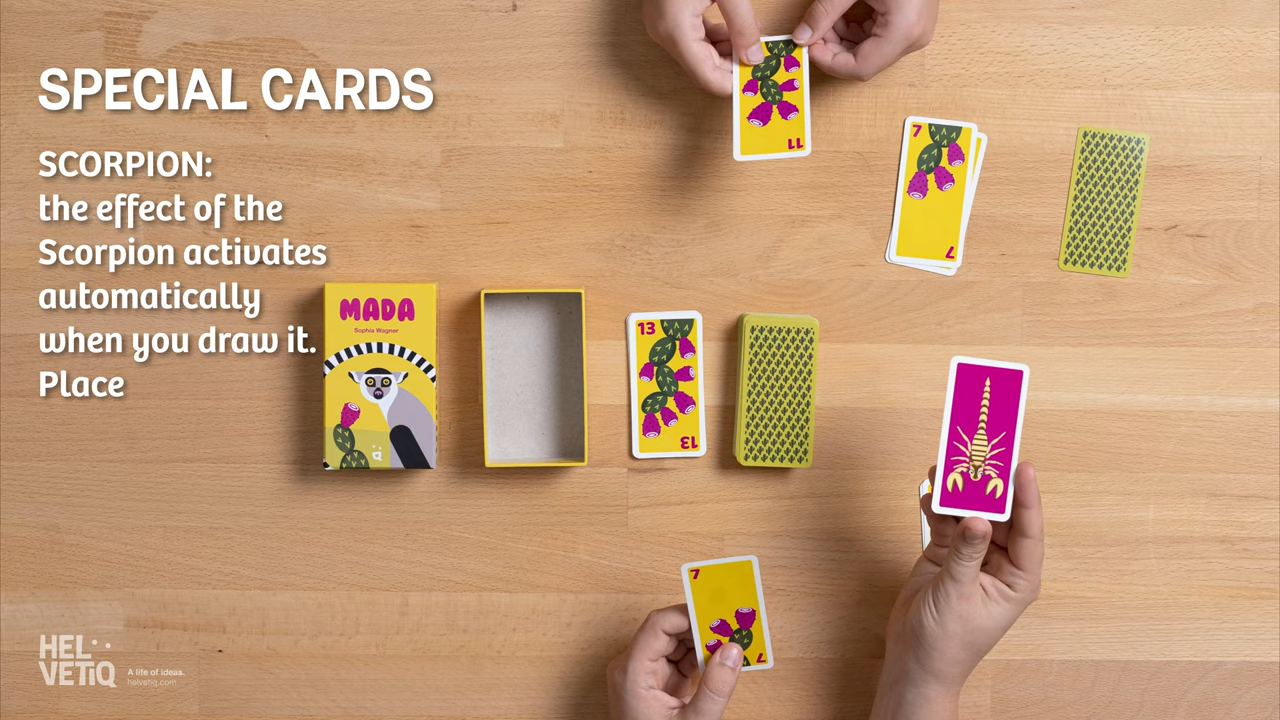 SPECIAL CARDS
SCORPION:
the effect of the
Scorpion activates
automatically
when you draw it.
Place
MADA
Sophia Wagner
11
7
7
13
13
7
7
HEL
VETiQ
A life of ideas.
helvetiq.com